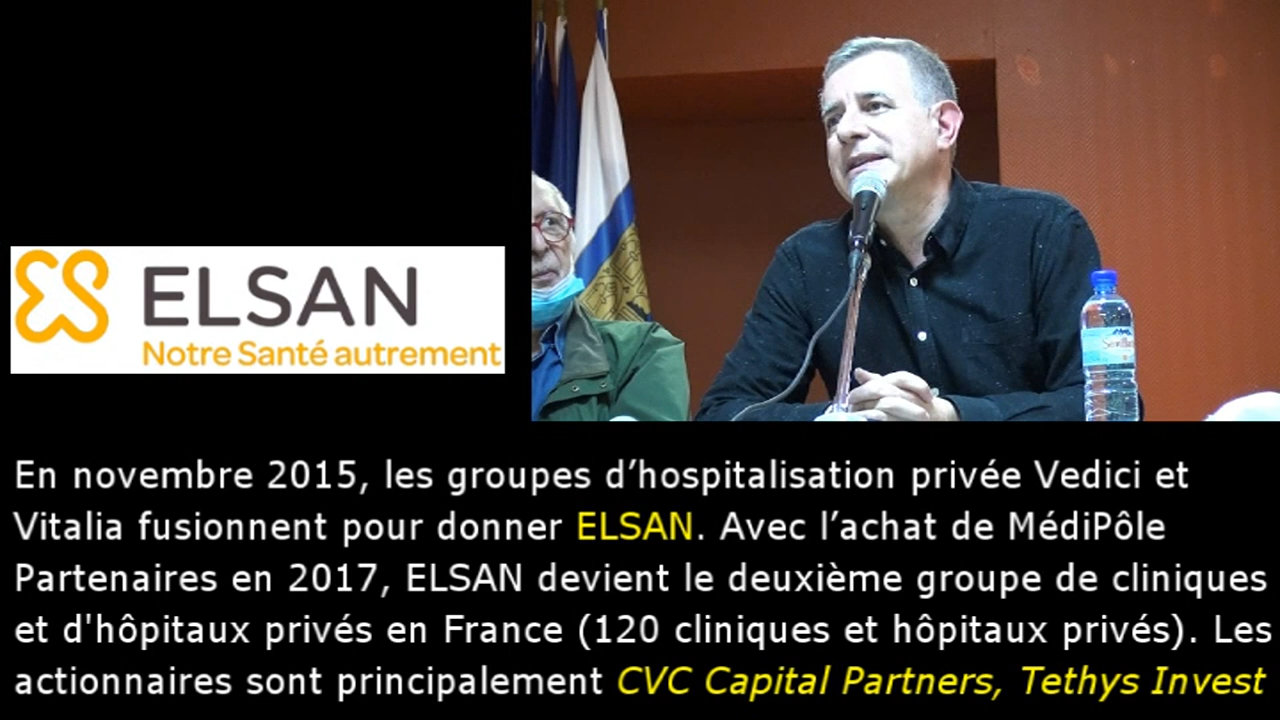 ELSAN
Notre Santé autrement
En novembre 2015, les groupes d’hospitalisation privée Vedici et
Vitalia fusionnent pour donner ELSAN. Avec l’achat de MédiPôle
Partenaires en 2017, ELSAN devient le deuxième groupe de cliniques
et d'hôpitaux privés en France (120 cliniques et hôpitaux privés). Les
actionnaires sont principalement CVC Capital Partners, Tethys Invest